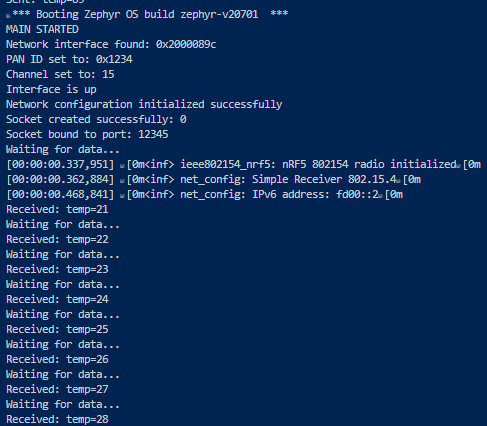 Sent: temp=89
*** Booting Zephyr OS build zephyr-v20701  ***
MAIN STARTED
Network interface found: 0x2000089c
PAN ID set to: 0x1234
Channel set to: 15
Interface is up
Network configuration initialized successfully
Socket created successfully: 0
Socket bound to port: 12345
Waiting for data...
[00:00:00.337,951] ␛[0m<inf> ieee802154_nrf5: nRF5 802154 radio initialized␛[0m
[00:00:00.362,884] ␛[0m<inf> net_config: Simple Receiver 802.15.4␛[0m
[00:00:00.468,841] ␛[0m<inf> net_config: IPv6 address: fd00::2␛[0m
Received: temp=21
Waiting for data...
Received: temp=22
Waiting for data...
Received: temp=23
Waiting for data...
Received: temp=24
Waiting for data...
Received: temp=25
Waiting for data...
Received: temp=26
Waiting for data...
Received: temp=27
Waiting for data...
Received: temp=28